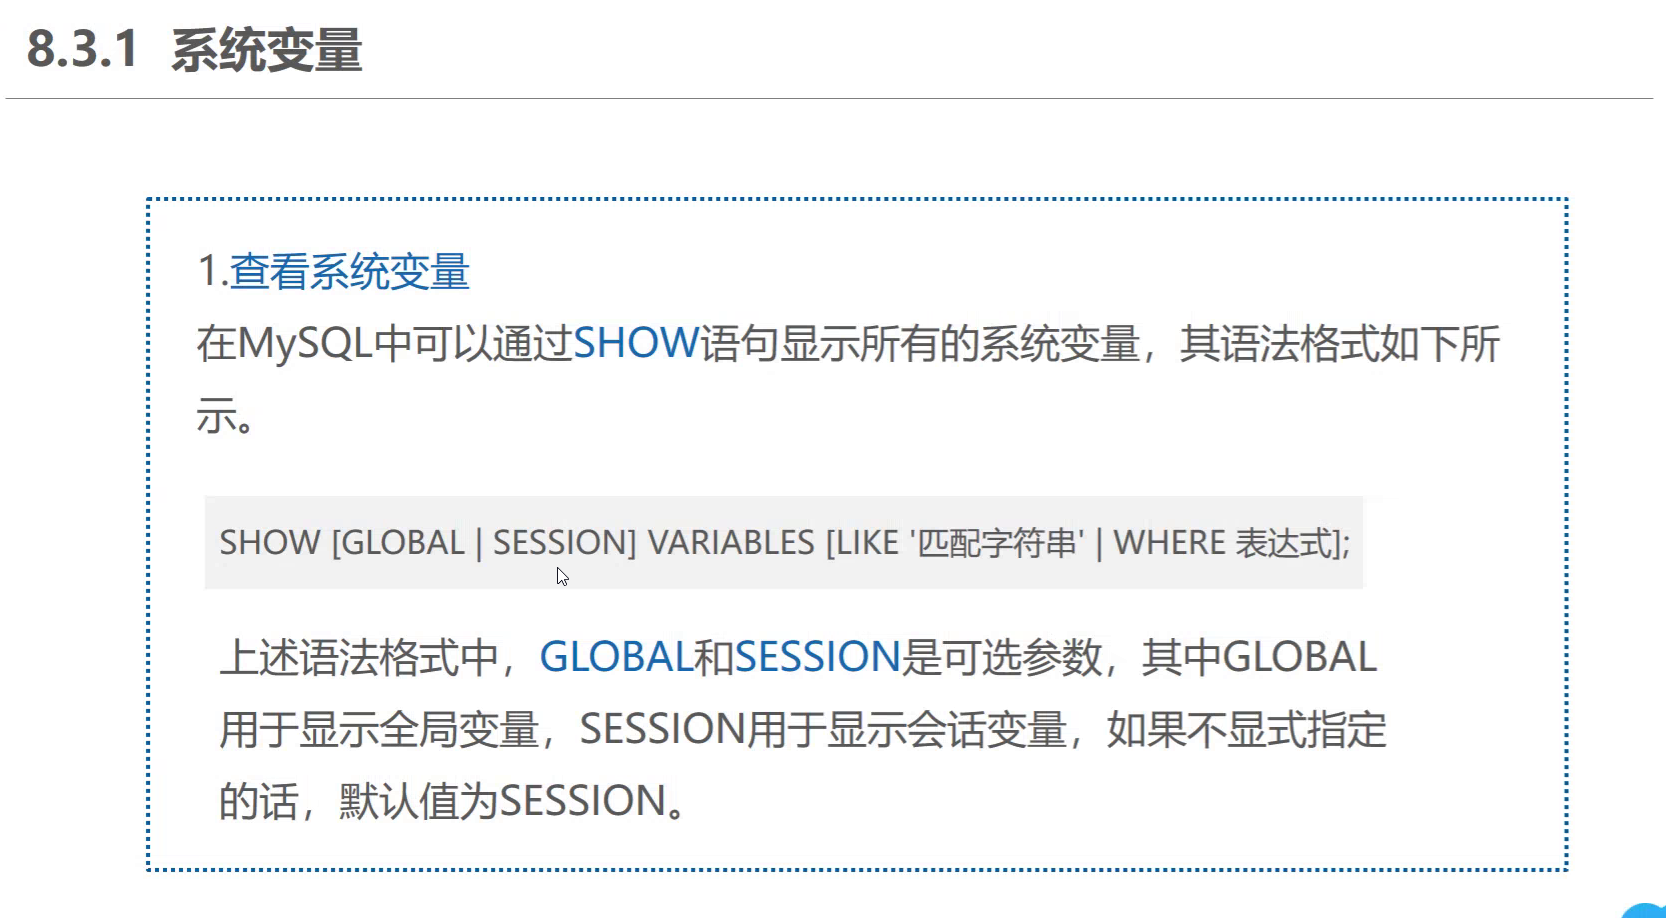 8.3.1 系统变量
1.查看系统变量
在MySQL中可以通过SHOW语句显示所有的系统变量，其语法格式如下所
示。
SHOW [GLOBAL | SESSION] VARIABLES [LIKE '匹配字符串' | WHERE 表达式];
上述语法格式中，GLOBAL和SESSION是可选参数，其中GLOBAL
用于显示全局变量，SESSION用于显示会话变量，如果不显式指定
的话，默认值为SESSION。